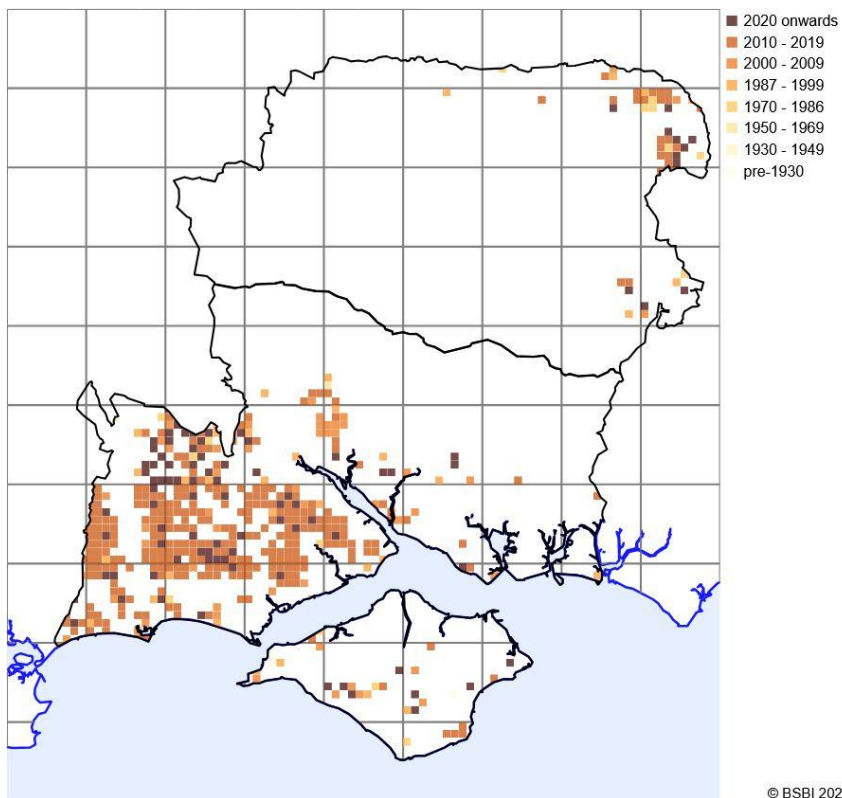 2020 onwards
2010 - 2019
2000 - 2009
1987 - 1999
1970 - 1986
1950 - 1969
1930 - 1949
pre-1930
© BSBI 202